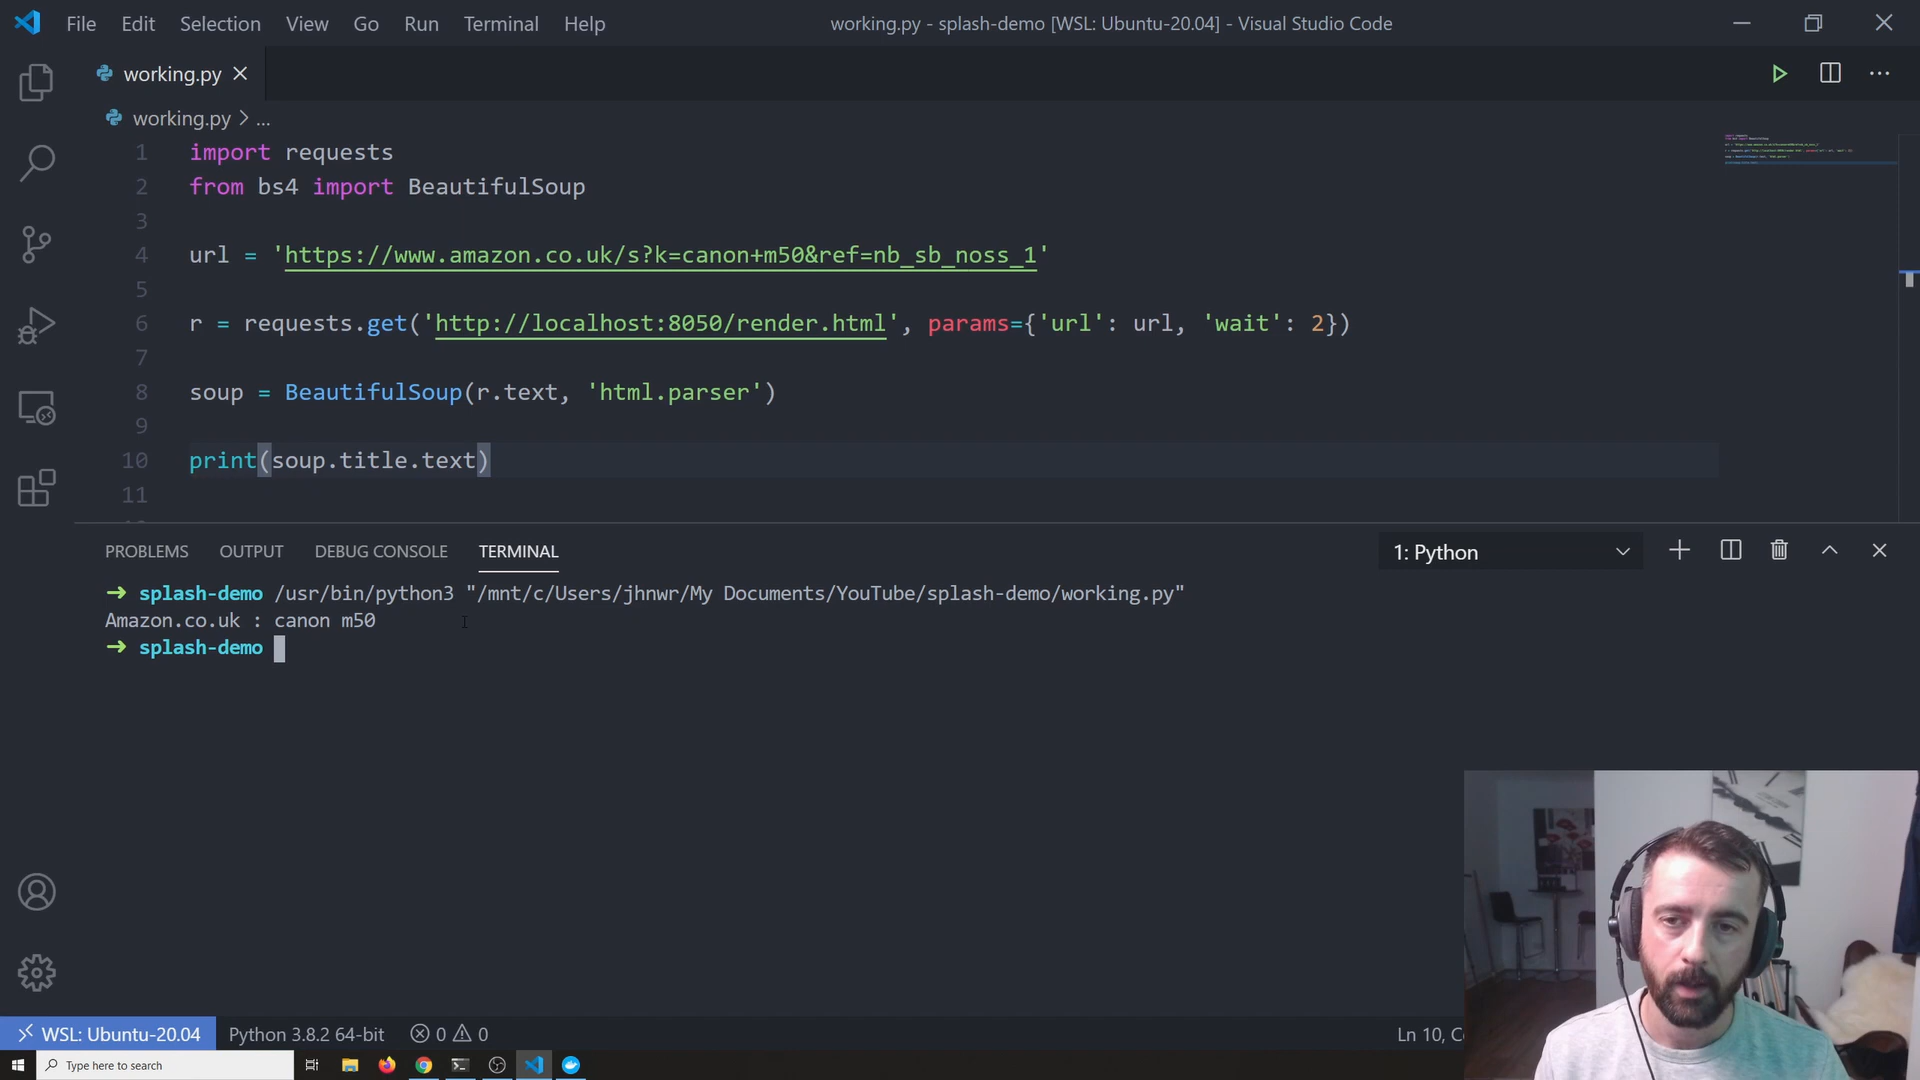 File Edit Selection View Go Run Terminal Help working.py - splash-demo [WSL: Ubuntu-20.04] - Visual Studio Code
working.py
working.py > ...
1 import requests
2 from bs4 import BeautifulSoup
3
4 url = 'https://www.amazon.co.uk/s?k=canon+m50&ref=nb_sb_noss_1'
5
6 r = requests.get('http://localhost:8050/render.html', params={'url': url, 'wait': 2})
7
8 soup = BeautifulSoup(r.text, 'html.parser')
9
10 print(soup.title.text)
11
PROBLEMS OUTPUT DEBUG CONSOLE TERMINAL 1: Python
➜ splash-demo /usr/bin/python3 "/mnt/c/Users/jhnwr/My Documents/YouTube/splash-demo/working.py"
Amazon.co.uk : canon m50
➜ splash-demo
WSL: Ubuntu-20.04 Python 3.8.2 64-bit 0 0 Ln 10, C
Type here to search